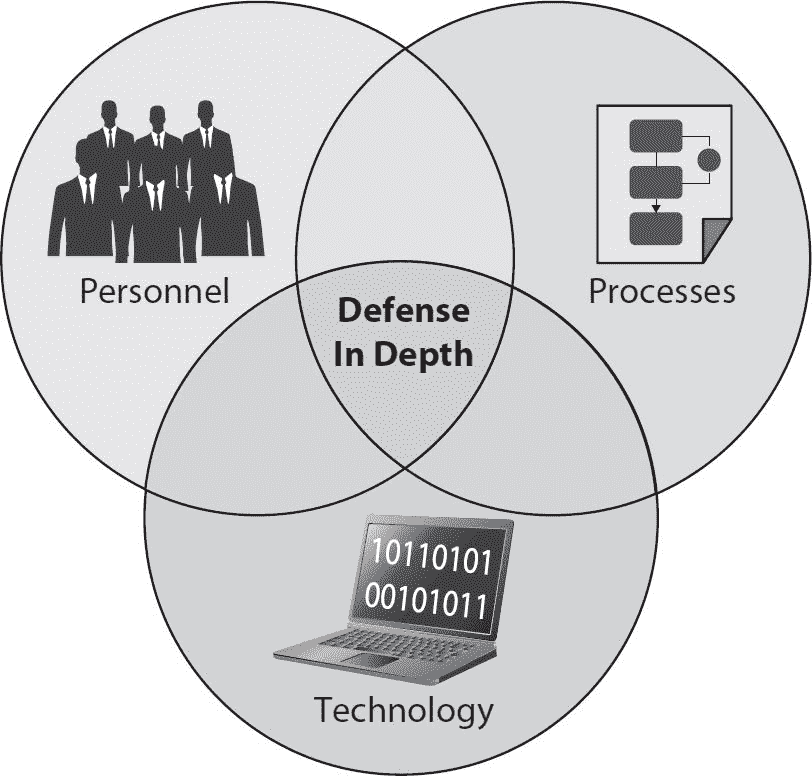 Personnel
Processes
Defense
In Depth
10110101
00101011
Technology